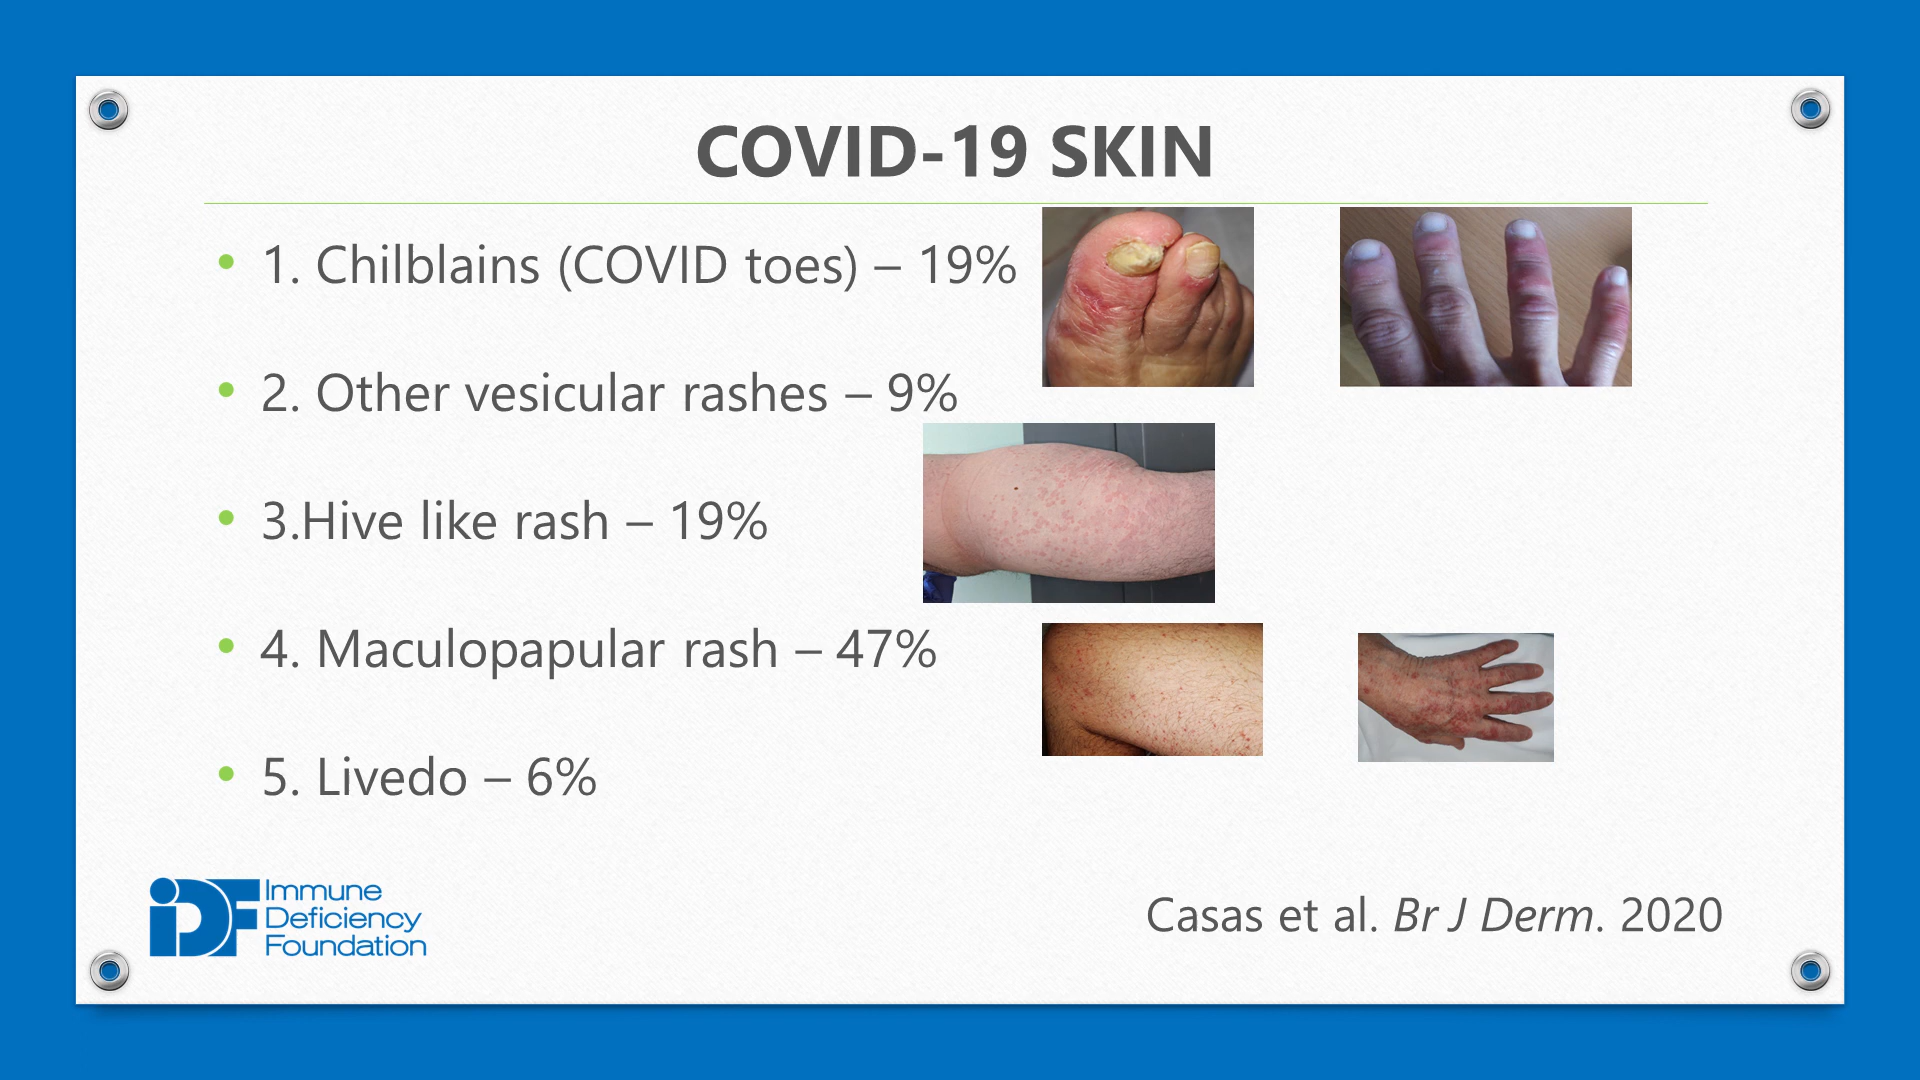 COVID-19 SKIN
• 1. Chilblains (COVID toes) – 19%
• 2. Other vesicular rashes – 9%
• 3.Hive like rash – 19%
• 4. Maculopapular rash – 47%
• 5. Livedo – 6%
iDF Immune
Deficiency
Foundation
Casas et al. Br J Derm. 2020